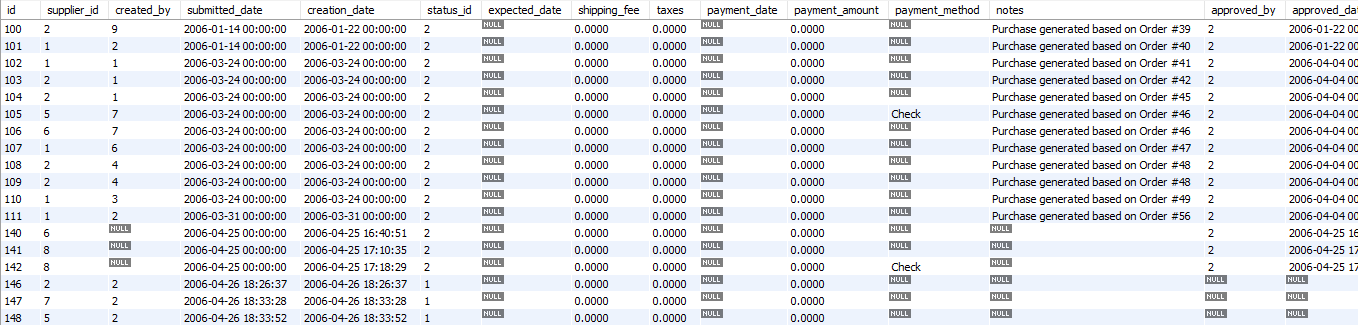 id supplier_id created_by submitted_date creation_date status_id expected_date shipping_fee taxes payment_date payment_amount payment_method notes approved_by approved_da
100 2 9 2006-01-14 00:00:00 2006-01-22 00:00:00 2 NULL 0.0000 0.0000 NULL 0.0000 NULL Purchase generated based on Order #39 2 2006-01-22 00
101 1 2 2006-01-14 00:00:00 2006-01-22 00:00:00 2 NULL 0.0000 0.0000 NULL 0.0000 NULL Purchase generated based on Order #40 2 2006-01-22 00
102 1 1 2006-03-24 00:00:00 2006-03-24 00:00:00 2 NULL 0.0000 0.0000 NULL 0.0000 NULL Purchase generated based on Order #41 2 2006-04-04 00
103 2 1 2006-03-24 00:00:00 2006-03-24 00:00:00 2 NULL 0.0000 0.0000 NULL 0.0000 NULL Purchase generated based on Order #42 2 2006-04-04 00
104 2 1 2006-03-24 00:00:00 2006-03-24 00:00:00 2 NULL 0.0000 0.0000 NULL 0.0000 NULL Purchase generated based on Order #45 2 2006-04-04 00
105 5 7 2006-03-24 00:00:00 2006-03-24 00:00:00 2 NULL 0.0000 0.0000 NULL 0.0000 Check Purchase generated based on Order #46 2 2006-04-04 00
106 6 7 2006-03-24 00:00:00 2006-03-24 00:00:00 2 NULL 0.0000 0.0000 NULL 0.0000 NULL Purchase generated based on Order #46 2 2006-04-04 00
107 1 6 2006-03-24 00:00:00 2006-03-24 00:00:00 2 NULL 0.0000 0.0000 NULL 0.0000 NULL Purchase generated based on Order #47 2 2006-04-04 00
108 2 4 2006-03-24 00:00:00 2006-03-24 00:00:00 2 NULL 0.0000 0.0000 NULL 0.0000 NULL Purchase generated based on Order #48 2 2006-04-04 00
109 2 4 2006-03-24 00:00:00 2006-03-24 00:00:00 2 NULL 0.0000 0.0000 NULL 0.0000 NULL Purchase generated based on Order #48 2 2006-04-04 00
110 1 3 2006-03-24 00:00:00 2006-03-24 00:00:00 2 NULL 0.0000 0.0000 NULL 0.0000 NULL Purchase generated based on Order #49 2 2006-04-04 00
111 1 2 2006-03-31 00:00:00 2006-03-31 00:00:00 2 NULL 0.0000 0.0000 NULL 0.0000 NULL Purchase generated based on Order #56 2 2006-04-04 00
140 6 NULL 2006-04-25 00:00:00 2006-04-25 16:40:51 2 NULL 0.0000 0.0000 NULL 0.0000 NULL NULL 2 2006-04-25 16
141 8 NULL 2006-04-25 00:00:00 2006-04-25 17:10:35 2 NULL 0.0000 0.0000 NULL 0.0000 NULL NULL 2 2006-04-25 17
142 8 NULL 2006-04-25 00:00:00 2006-04-25 17:18:29 2 NULL 0.0000 0.0000 NULL 0.0000 Check NULL 2 2006-04-25 17
146 2 2 2006-04-26 18:26:37 2006-04-26 18:26:37 1 NULL 0.0000 0.0000 NULL 0.0000 NULL NULL NULL NULL
147 7 2 2006-04-26 18:33:28 2006-04-26 18:33:28 1 NULL 0.0000 0.0000 NULL 0.0000 NULL NULL NULL NULL
148 5 2 2006-04-26 18:33:52 2006-04-26 18:33:52 1 NULL 0.0000 0.0000 NULL 0.0000 NULL NULL NULL NULL